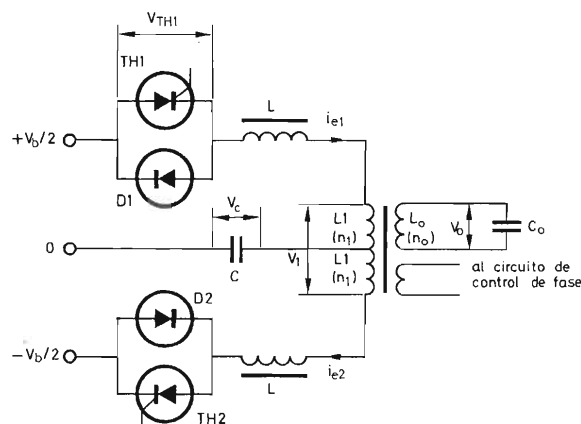 V_TH1
TH1
L
i_e1
+V_b/2
D1
V_c
0
C
V_1
L1
(n_1)
L1
(n_1)
L_o
(n_o)
V_o
C_o
al circuito de
control de fase
D2
-V_b/2
TH2
L
i_e2